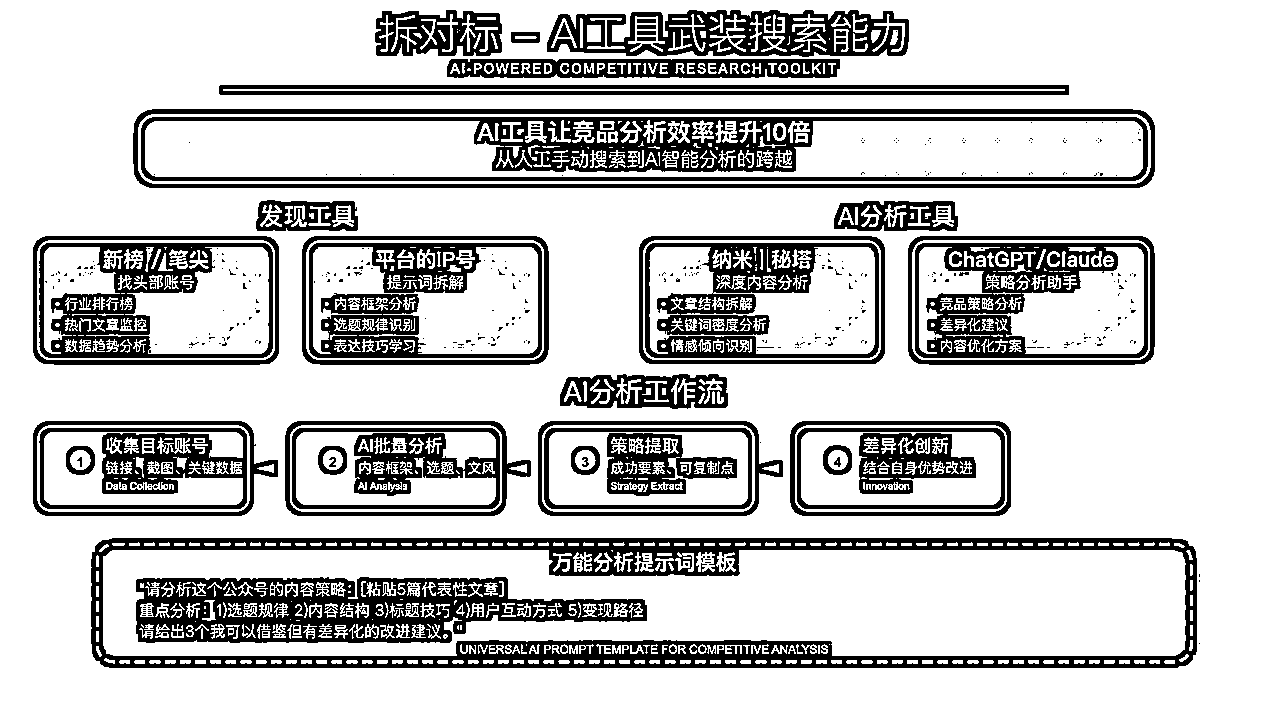 拆对标 – AI工具武装搜索能力
AI-POWERED COMPETITIVE RESEARCH TOOLKIT
AI工具让竞品分析效率提升10倍
从人工手动搜索到AI智能分析的跨越
发现工具
新榜 // 笔尖
找头部账号
行业排行榜
热门文章监控
数据趋势分析
平台的IP号
提示词拆解
内容框架分析
选题规律识别
表达技巧学习
AI分析工具
纳米 | 秘塔
深度内容分析
文章结构拆解
关键词密度分析
情感倾向识别
ChatGPT/Claude
策略分析助手
竞品策略分析
差异化建议
内容优化方案
AI分析工作流
1
收集目标账号
链接、截图、关键数据
Data Collection
2
AI批量分析
内容框架、选题、文风
AI Analysis
3
策略提取
成功要素、可复制点
Strategy Extract
4
差异化创新
结合自身优势改进
Innovation
万能分析提示词模板
"请分析这个公众号的内容策略：[粘贴5篇代表性文章]
重点分析：1)选题规律 2)内容结构 3)标题技巧 4)用户互动方式 5)变现路径
请给出3个我可以借鉴但有差异化的改进建议。"
UNIVERSAL AI PROMPT TEMPLATE FOR COMPETITIVE ANALYSIS